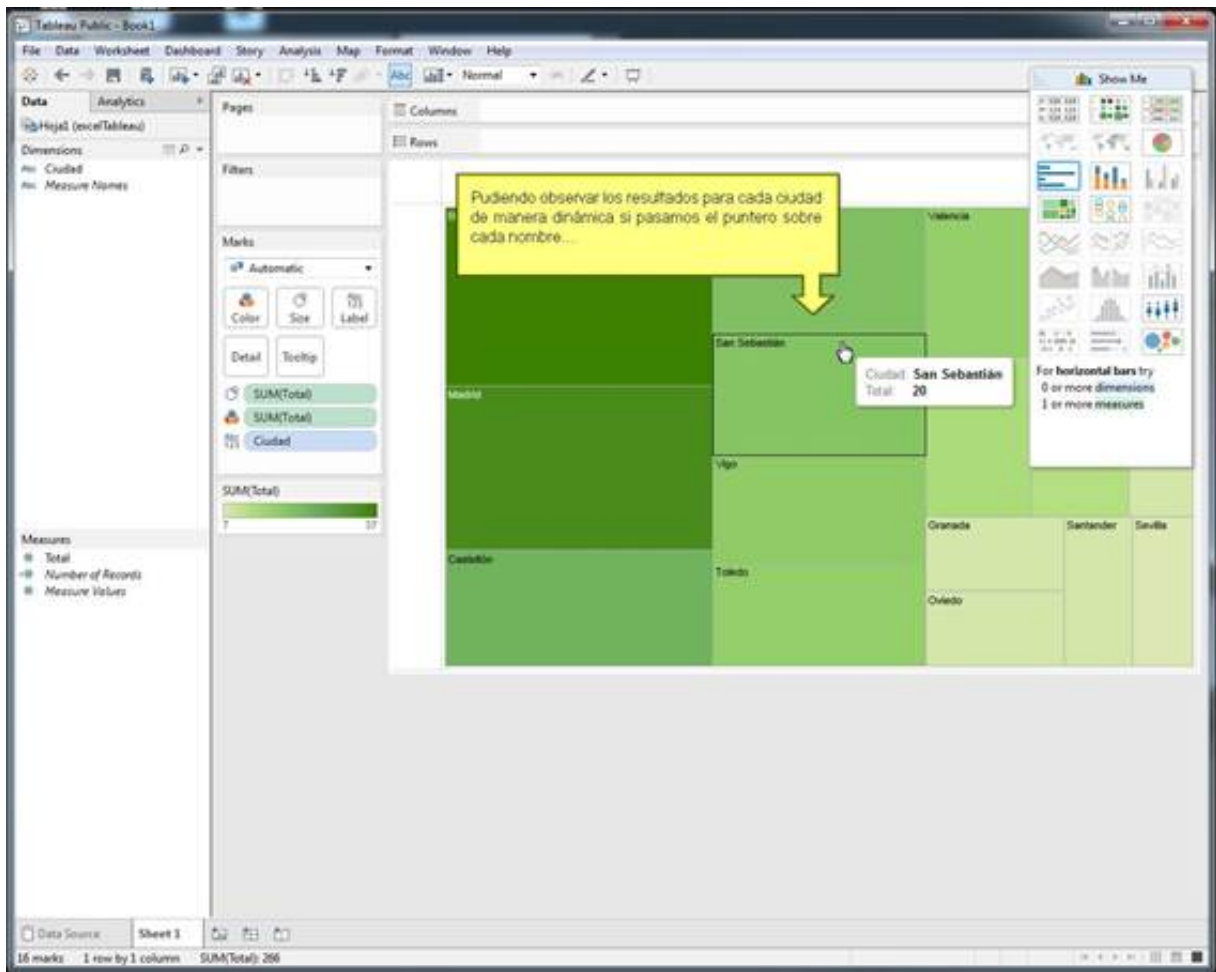 Tableau Public - Book1
File Data Worksheet Dashboard Story Analysis Map Format Window Help
Abc Normal
Show Me
Data Analytics
Hoja1 (excelTableau)
Dimensions
Abc Ciudad
Abc Measure Names
Pages
Columns
Rows
Filters
Pudiendo observar los resultados para cada ciudad
de manera dinámica si pasamos el puntero sobre
cada nombre....
Marks
Automatic
Color Size Label
Detail Tooltip
SUM(Total)
SUM(Total)
Ciudad
SUM(Total)
7 37
Valencia
San Sebastián
Ciudad: San Sebastián
Total: 20
Madrid
Vigo
Castellón
Toledo
Granada
Santander
Sevilla
Oviedo
For horizontal bars try
0 or more dimensions
1 or more measures
Measures
# Total
Number of Records
# Measure Values
Data Source Sheet 1
16 marks 1 row by 1 column SUM(Total): 266